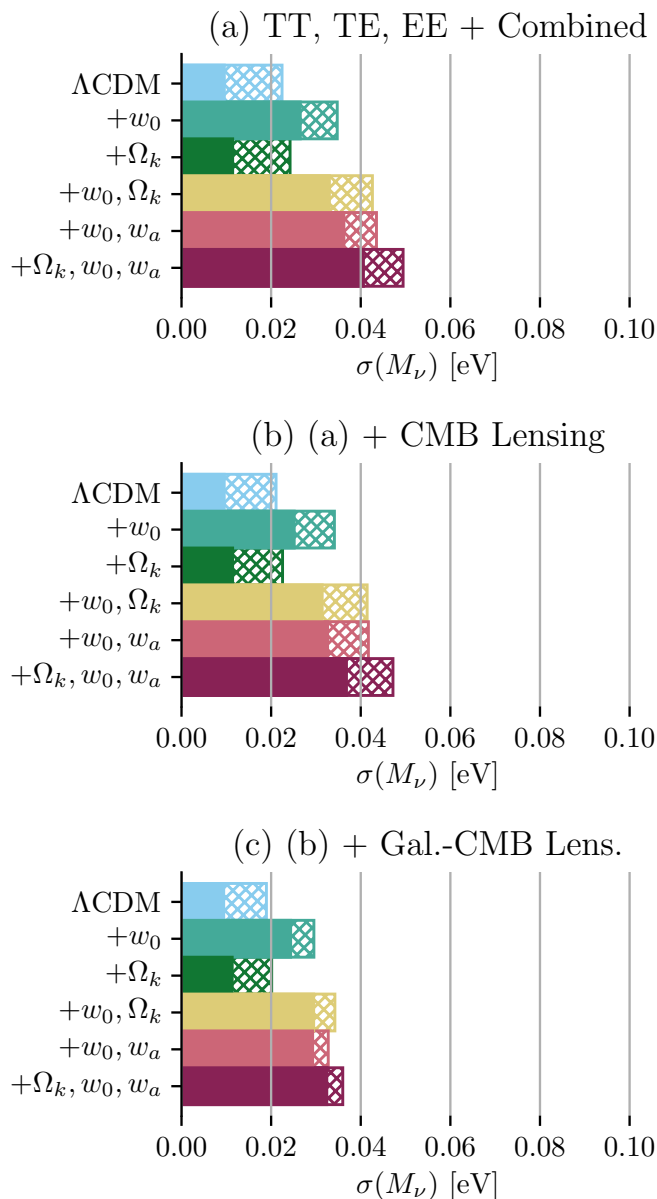 (a) TT, TE, EE + Combined
ΛCDM
+w₀
+Ωₖ
+w₀, Ωₖ
+w₀, wₐ
+Ωₖ, w₀, wₐ
0.00 0.02 0.04 0.06 0.08 0.10
σ(M_ν) [eV]
(b) (a) + CMB Lensing
ΛCDM
+w₀
+Ωₖ
+w₀, Ωₖ
+w₀, wₐ
+Ωₖ, w₀, wₐ
0.00 0.02 0.04 0.06 0.08 0.10
σ(M_ν) [eV]
(c) (b) + Gal.-CMB Lens.
ΛCDM
+w₀
+Ωₖ
+w₀, Ωₖ
+w₀, wₐ
+Ωₖ, w₀, wₐ
0.00 0.02 0.04 0.06 0.08 0.10
σ(M_ν) [eV]